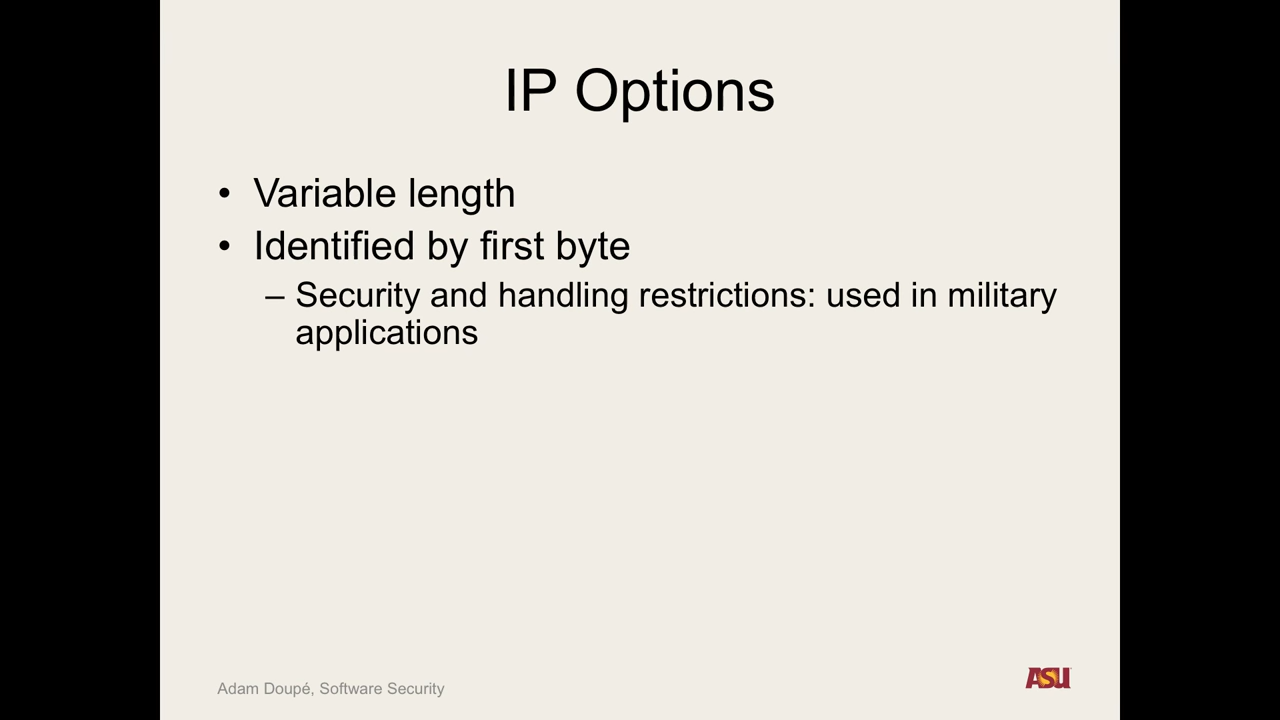 IP Options
• Variable length
• Identified by first byte
– Security and handling restrictions: used in military
applications
Adam Doupé, Software Security
ASU